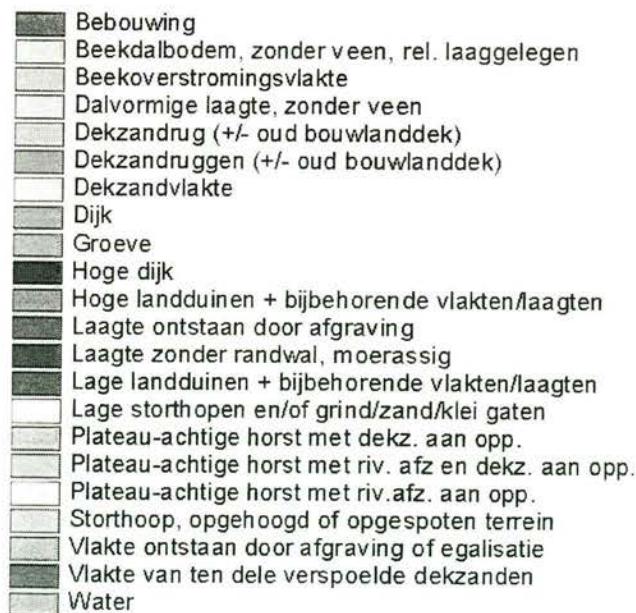 Bebouwing
Beekdalbodem, zonder veen, rel. laaggelegen
Beekoverstromingsvlakte
Dalvormige laagte, zonder veen
Dekzandrug (+/- oud bouwlanddek)
Dekzandruggen (+/- oud bouwlanddek)
Dekzandvlakte
Dijk
Groeve
Hoge dijk
Hoge landduinen + bijbehorende vlakten/laagten
Laagte ontstaan door afgraving
Laagte zonder randwal, moerassig
Lage landduinen + bijbehorende vlakten/laagten
Lage storthopen en/of grind/zand/klei gaten
Plateau-achtige horst met dekz. aan opp.
Plateau-achtige horst met riv. afz en dekz. aan opp.
Plateau-achtige horst met riv.afz. aan opp.
Storthoop, opgehoogd of opgespoten terrein
Vlakte ontstaan door afgraving of egalisatie
Vlakte van ten dele verspoelde dekzanden
Water